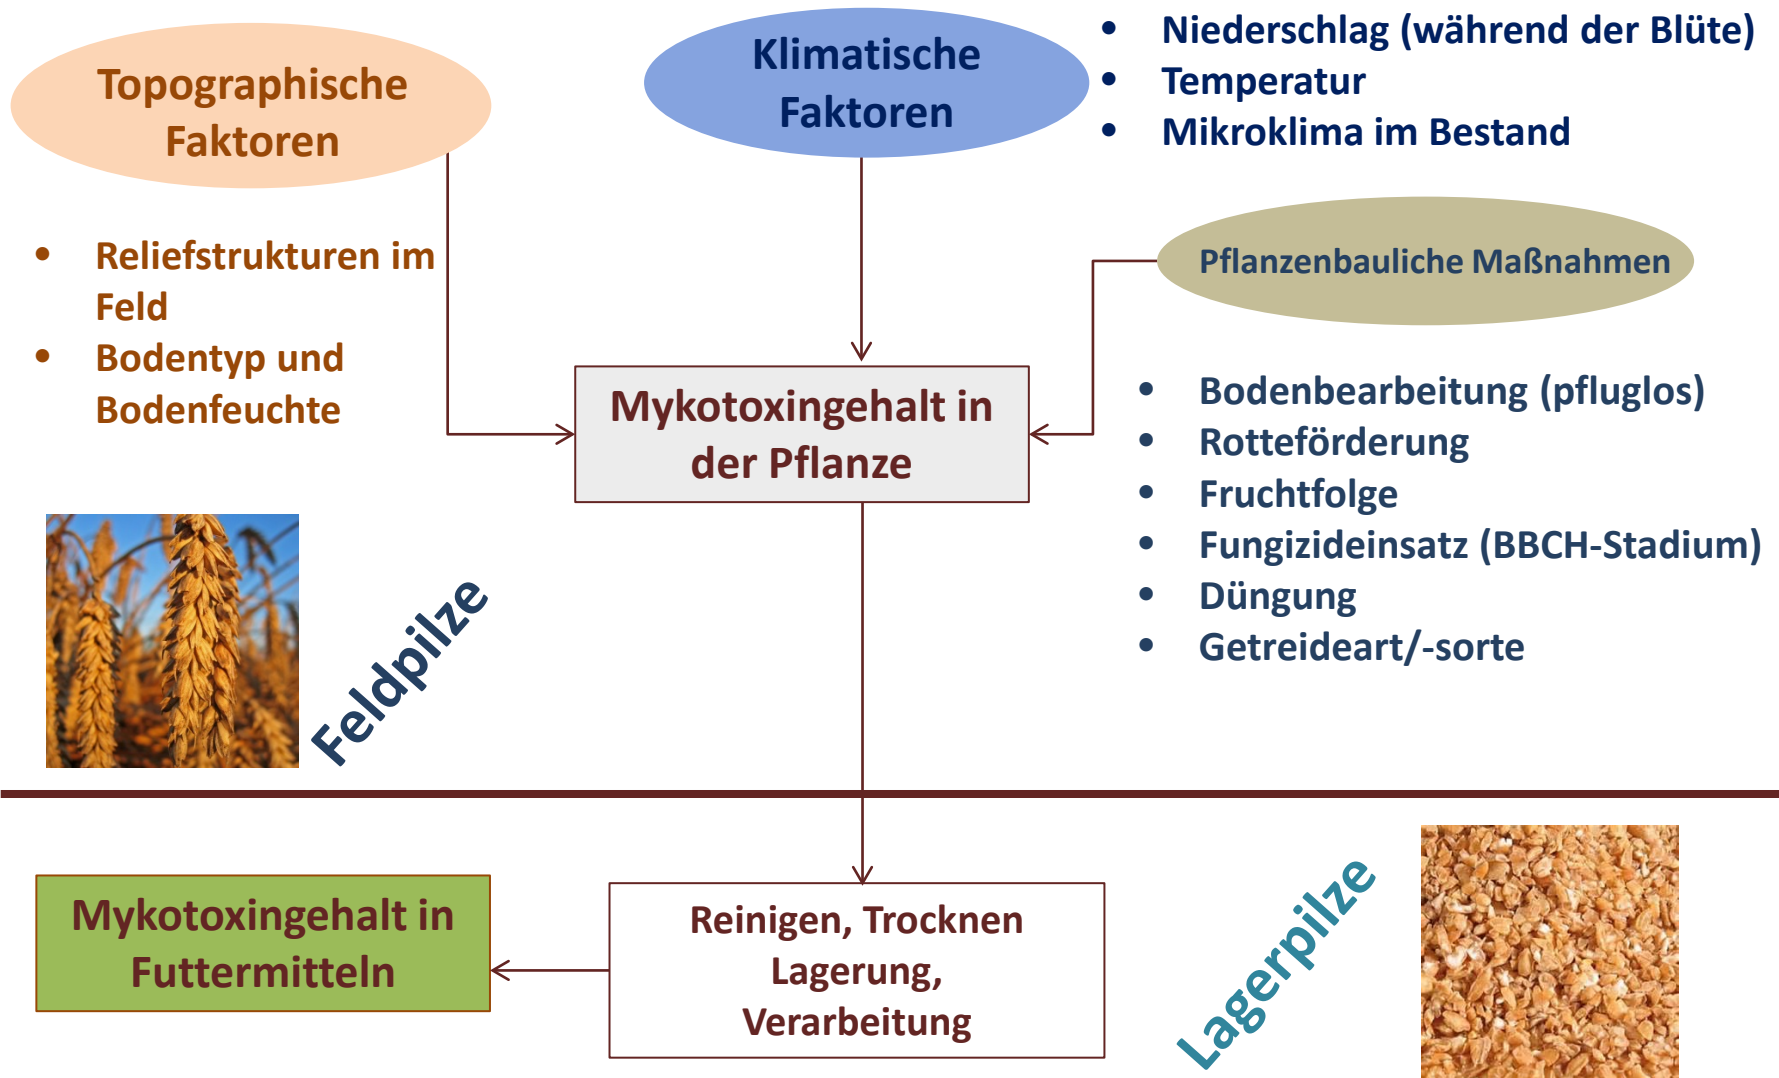 Topographische
Faktoren
• Reliefstrukturen im
Feld
• Bodentyp und
Bodenfeuchte
Klimatische
Faktoren
• Niederschlag (während der Blüte)
• Temperatur
• Mikroklima im Bestand
Pflanzenbauliche Maßnahmen
• Bodenbearbeitung (pfluglos)
• Rotteförderung
• Fruchtfolge
• Fungizideinsatz (BBCH-Stadium)
• Düngung
• Getreideart/-sorte
Mykotoxingehalt in
der Pflanze
Feldpilze
Mykotoxingehalt in
Futtermitteln
Reinigen, Trocknen
Lagerung,
Verarbeitung
Lagerpilze